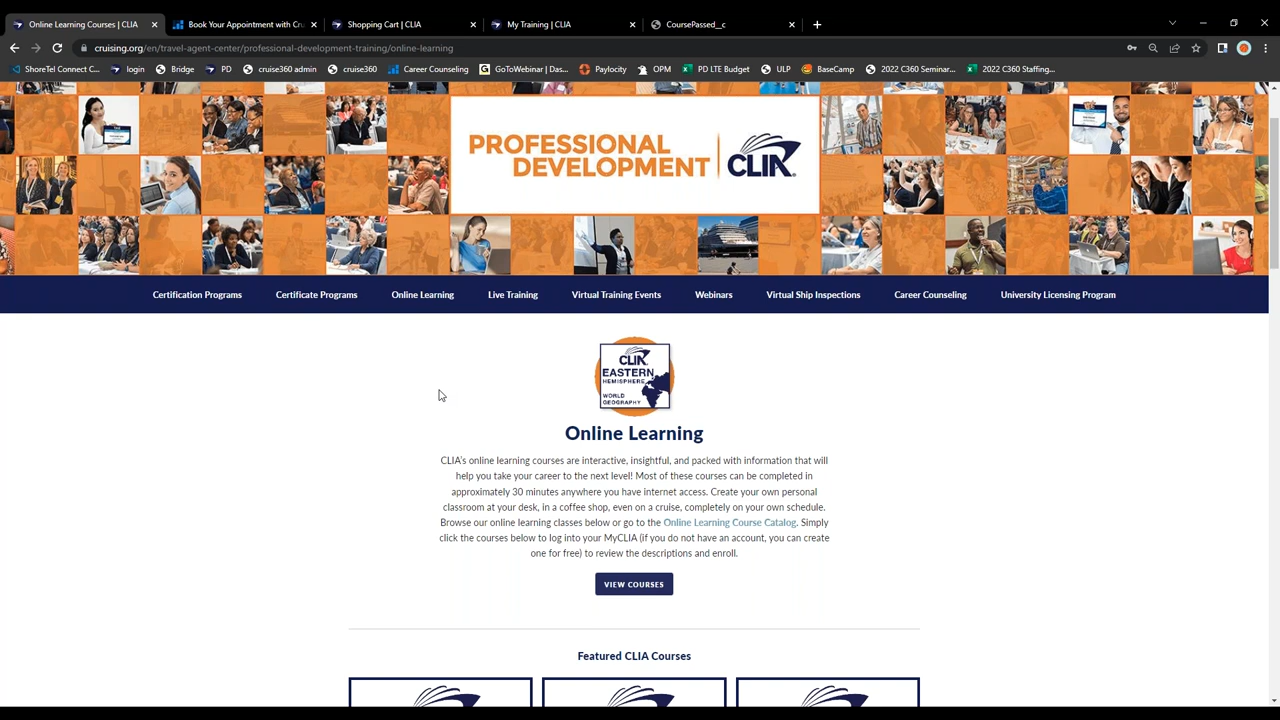 Online Learning Courses | CLIA
Book Your Appointment with Cru
Shopping Cart | CLIA
My Training | CLIA
CoursePassed__c
cruising.org/en/travel-agent-center/professional-development-training/online-learning
ShoreTel Connect C...
login
Bridge
PD
cruise360 admin
cruise360
Career Counseling
GoToWebinar | Das...
Paylocity
OPM
PD LTE Budget
ULP
BaseCamp
2022 C360 Seminar...
2022 C360 Staffing...
PROFESSIONAL
DEVELOPMENT
CLIA
Certification Programs
Certificate Programs
Online Learning
Live Training
Virtual Training Events
Webinars
Virtual Ship Inspections
Career Counseling
University Licensing Program
CLIA
EASTERN
HEMISPHERE
WORLD
GEOGRAPHY
Online Learning
CLIA's online learning courses are interactive, insightful, and packed with information that will
help you take your career to the next level! Most of these courses can be completed in
approximately 30 minutes anywhere you have internet access. Create your own personal
classroom at your desk, in a coffee shop, even on a cruise, completely on your own schedule.
Browse our online learning classes below or go to the Online Learning Course Catalog. Simply
click the courses below to log into your MyCLIA (if you do not have an account, you can create
one for free) to review the descriptions and enroll.
VIEW COURSES
Featured CLIA Courses